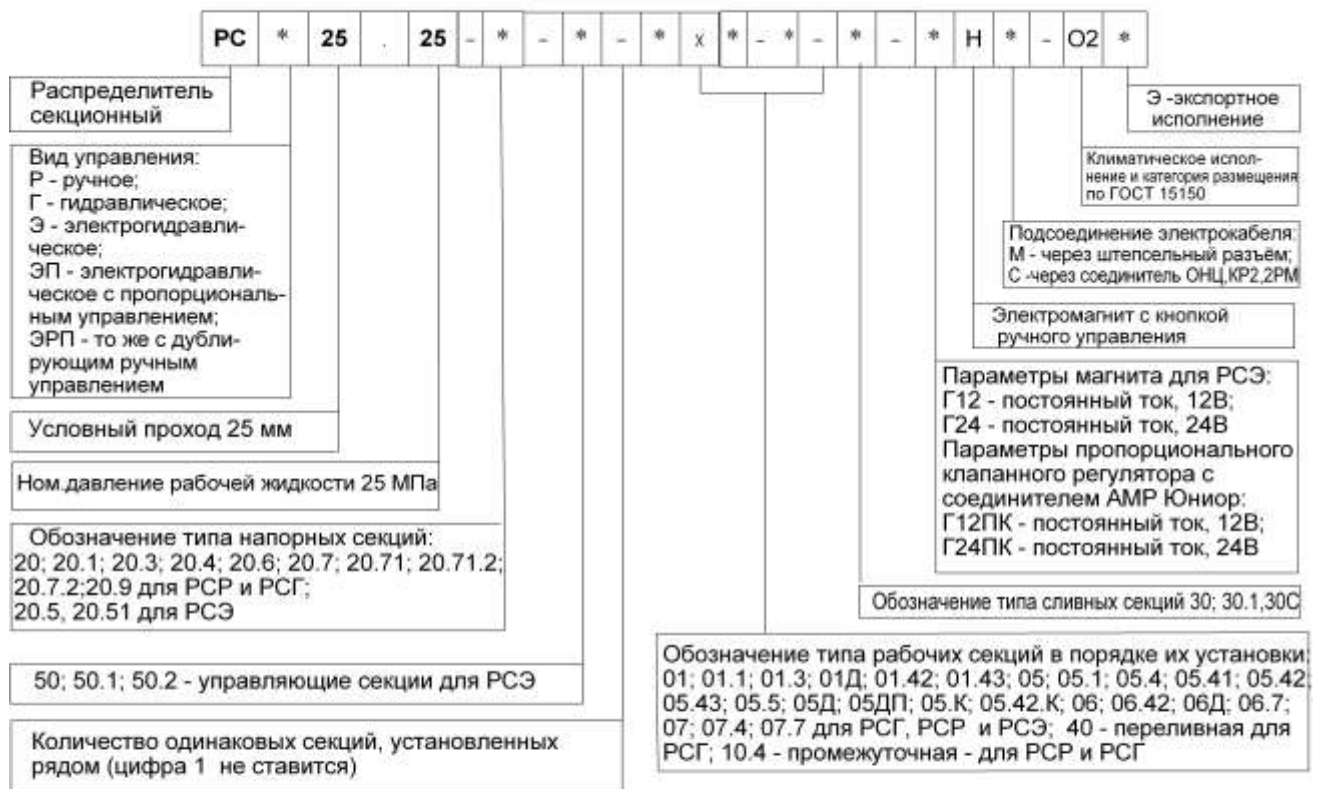 РС * 25 . 25 - * - * - * х * - * - * - * Н * - О2 *
Распределитель
секционный
Вид управления:
Р - ручное;
Г - гидравлическое;
Э - электрогидравли-
ческое;
ЭП - электрогидравли-
ческое с пропорциональ-
ным управлением;
ЭРП - то же с дубли-
рующим ручным
управлением
Условный проход 25 мм
Ном.давление рабочей жидкости 25 МПа
Обозначение типа напорных секций:
20; 20.1; 20.3; 20.4; 20.6; 20.7; 20.71; 20.71.2;
20.7.2;20.9 для РСР и РСГ;
20.5, 20.51 для РСЭ
50; 50.1; 50.2 - управляющие секции для РСЭ
Количество одинаковых секций, установленных
рядом (цифра 1 не ставится)
Э -экспортное
исполнение
Климатическое испол-
нение и категория размещения
по ГОСТ 15150
Подсоединение электрокабеля:
М - через штепсельный разъём;
С -через соединитель ОНЦ,КР2,2РМ
Электромагнит с кнопкой
ручного управления
Параметры магнита для РСЭ:
Г12 - постоянный ток, 12В;
Г24 - постоянный ток, 24В
Параметры пропорционального
клапанного регулятора с
соединителем АМР Юниор:
Г12ПК - постоянный ток, 12В;
Г24ПК - постоянный ток, 24В
Обозначение типа сливных секций 30; 30.1,30С
Обозначение типа рабочих секций в порядке их установки:
01; 01.1; 01.3; 01Д; 01.42; 01.43; 05; 05.1; 05.4; 05.41; 05.42;
05.43; 05.5; 05Д; 05ДП; 05.К; 05.42.К; 06; 06.42; 06Д; 06.7;
07; 07.4; 07.7 для РСГ, РСР и РСЭ; 40 - переливная для
РСГ; 10.4 - промежуточная - для РСР и РСГ